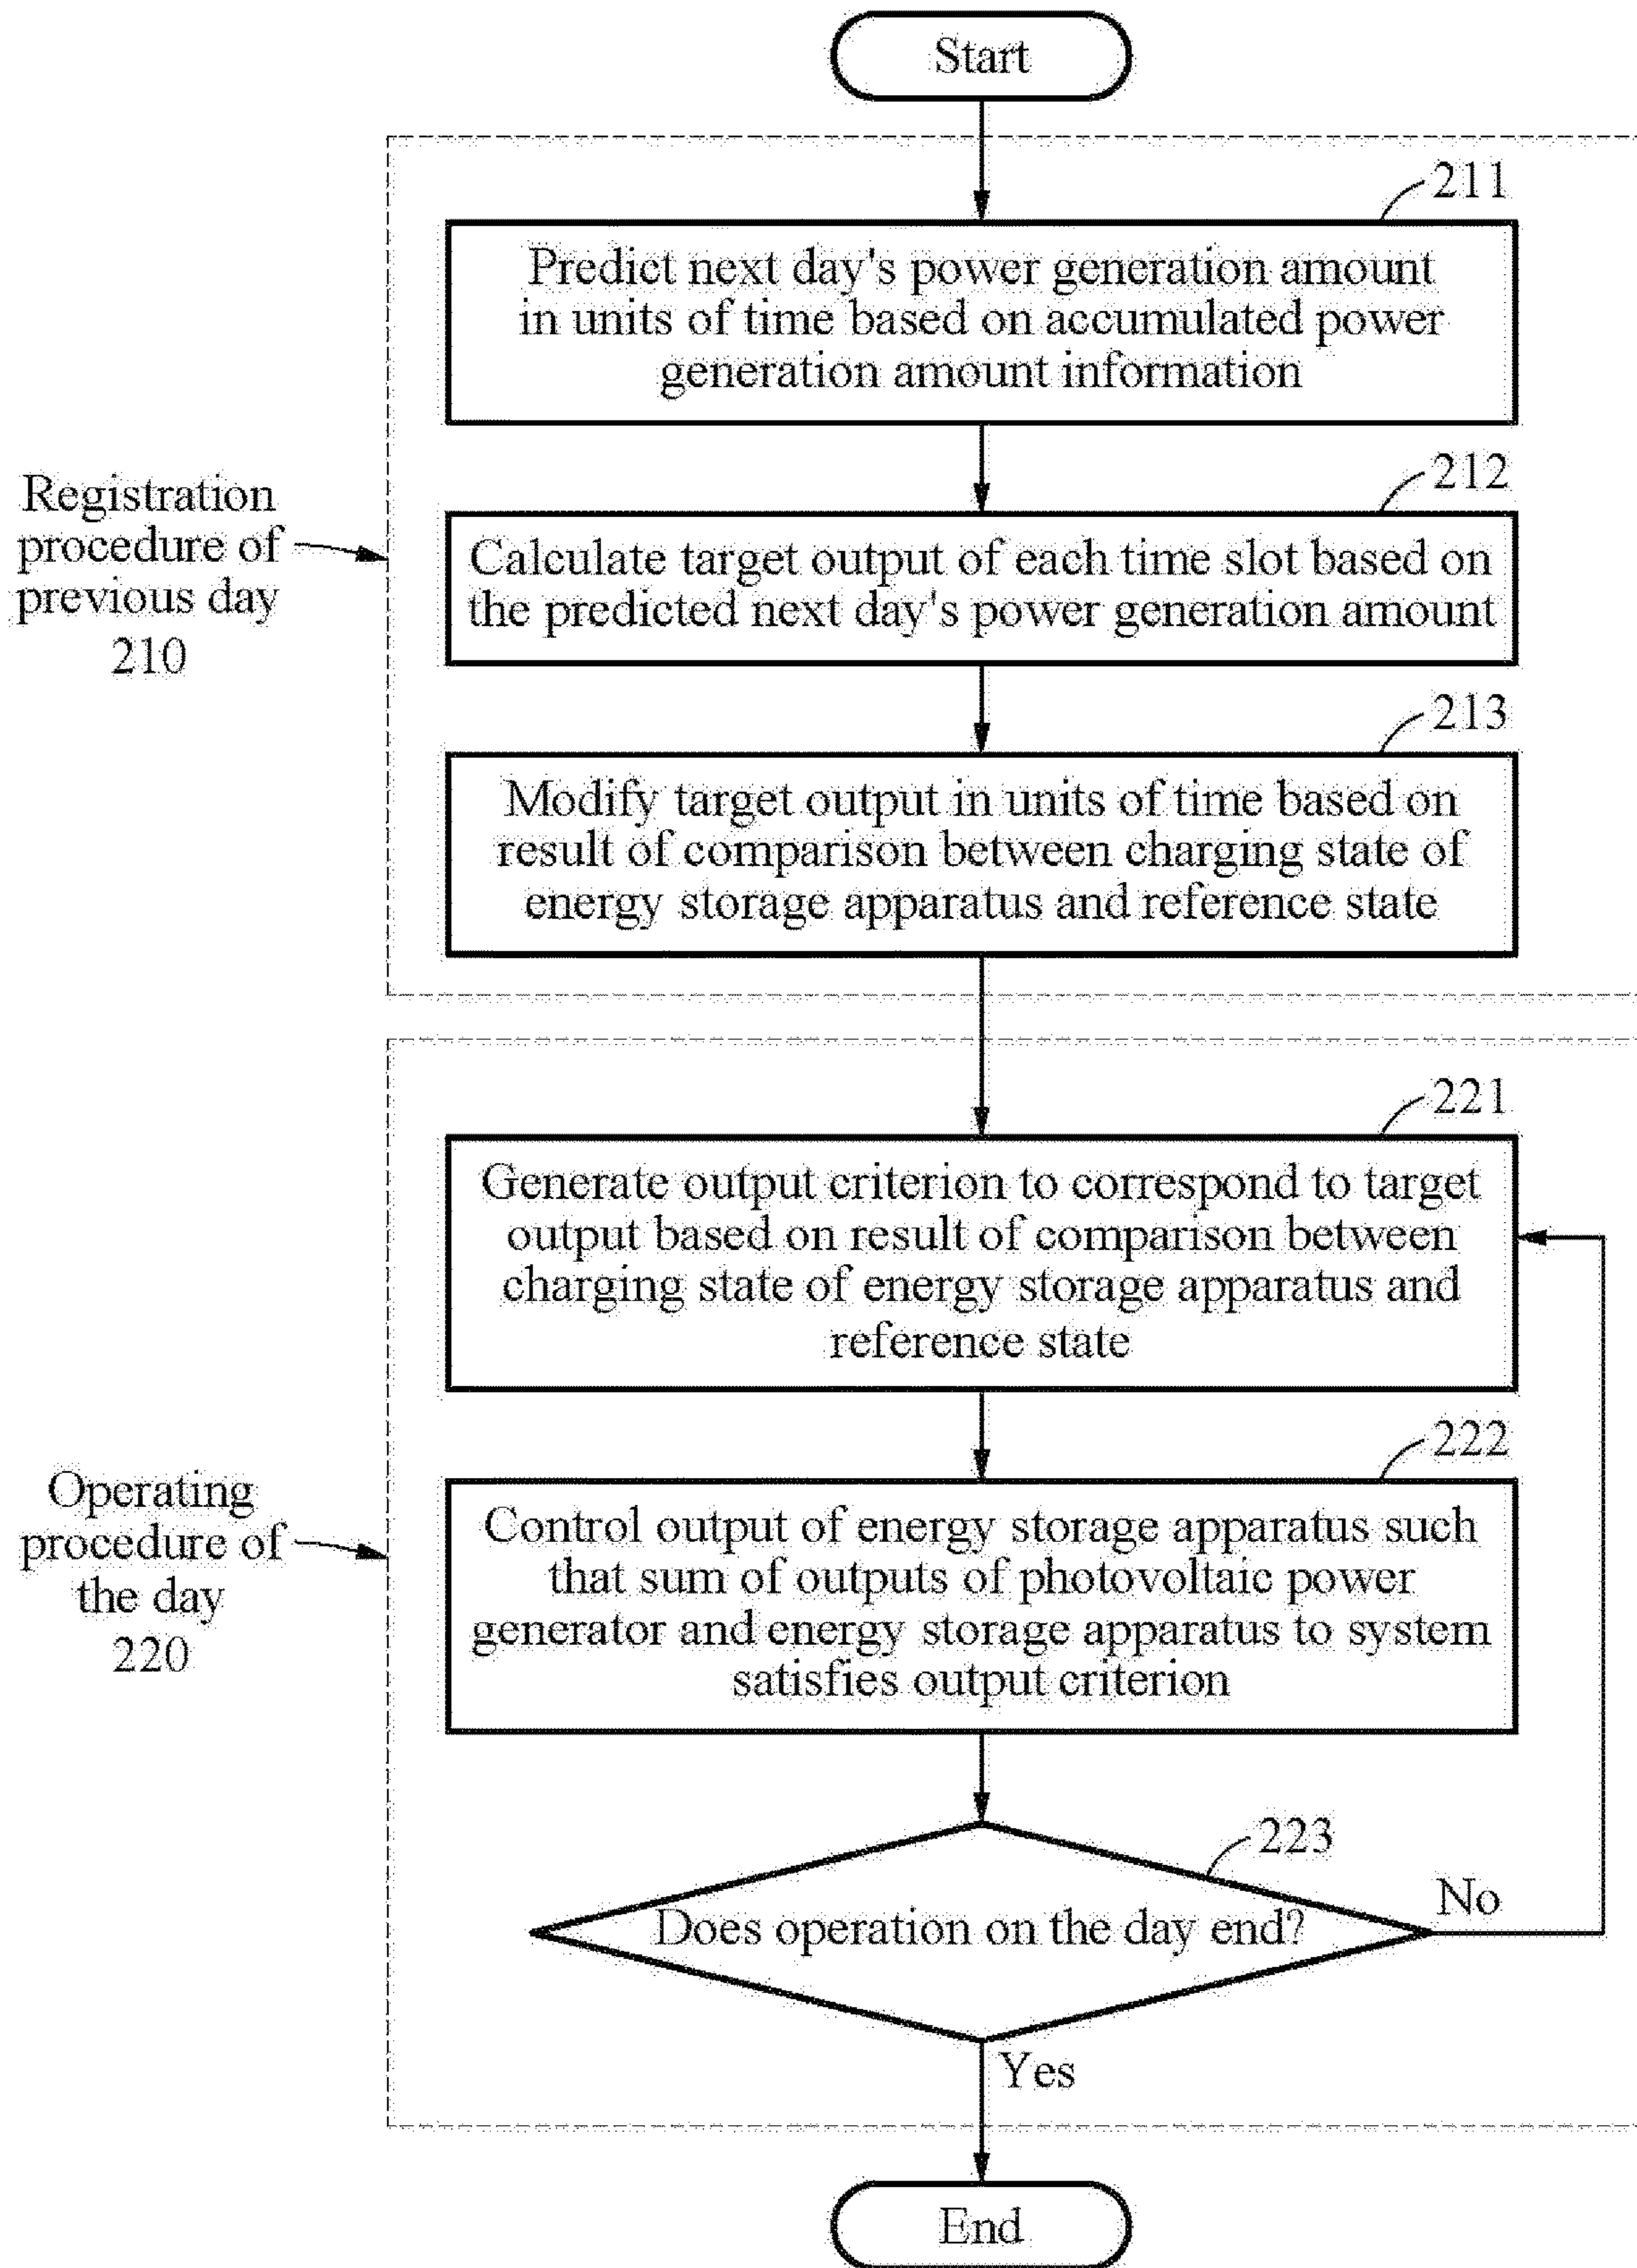 Start
211
Predict next day's power generation amount
in units of time based on accumulated power
generation amount information
212
Registration
procedure of
previous day
210
Calculate target output of each time slot based on
the predicted next day's power generation amount
213
Modify target output in units of time based on
result of comparison between charging state of
energy storage apparatus and reference state
221
Generate output criterion to correspond to target
output based on result of comparison between
charging state of energy storage apparatus and
reference state
222
Operating
procedure of
the day
220
Control output of energy storage apparatus such
that sum of outputs of photovoltaic power
generator and energy storage apparatus to system
satisfies output criterion
223
Does operation on the day end?
No
Yes
End